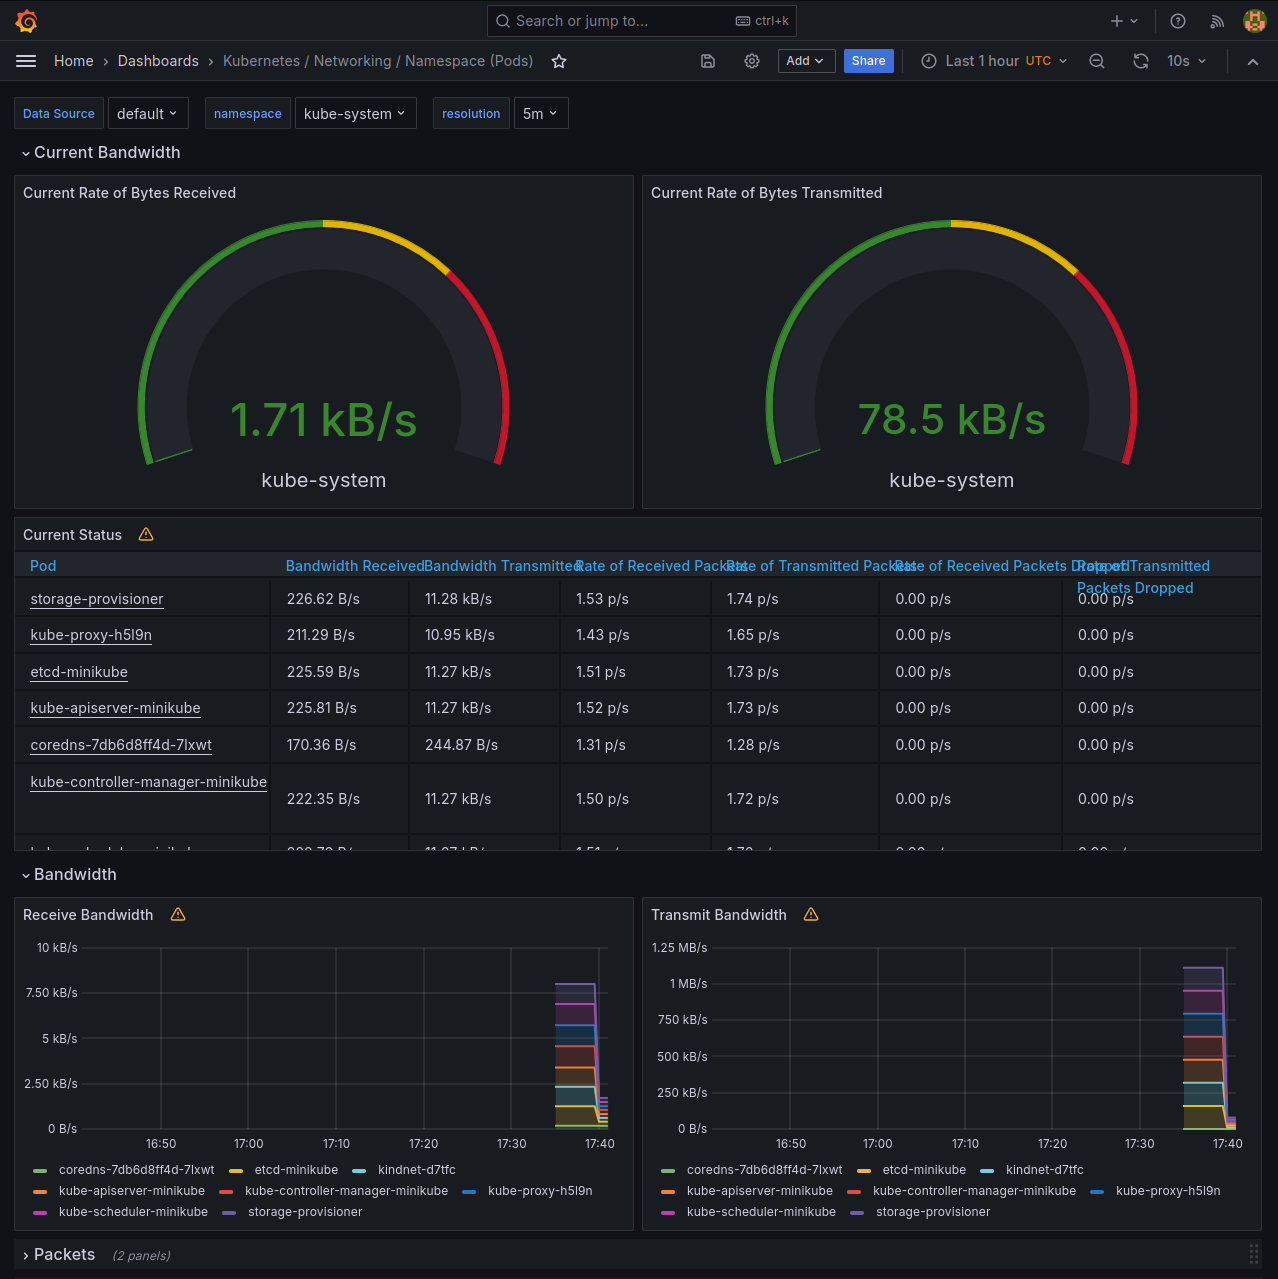 Search or jump to... ctrl+k
Home › Dashboards › Kubernetes / Networking / Namespace (Pods) Add Share Last 1 hour UTC 10s
Data Source default namespace kube-system resolution 5m
Current Bandwidth
Current Rate of Bytes Received
1.71 kB/s
kube-system
Current Rate of Bytes Transmitted
78.5 kB/s
kube-system
Current Status
Pod Bandwidth Received Bandwidth Transmitted Rate of Received Packets Rate of Transmitted Packets Rate of Received Packets Dropped Rate of Transmitted
Packets Dropped
storage-provisioner 226.62 B/s 11.28 kB/s 1.53 p/s 1.74 p/s 0.00 p/s 0.00 p/s
kube-proxy-h5l9n 211.29 B/s 10.95 kB/s 1.43 p/s 1.65 p/s 0.00 p/s 0.00 p/s
etcd-minikube 225.59 B/s 11.27 kB/s 1.51 p/s 1.73 p/s 0.00 p/s 0.00 p/s
kube-apiserver-minikube 225.81 B/s 11.27 kB/s 1.52 p/s 1.73 p/s 0.00 p/s 0.00 p/s
coredns-7db6d8ff4d-7lxwt 170.36 B/s 244.87 B/s 1.31 p/s 1.28 p/s 0.00 p/s 0.00 p/s
kube-controller-manager-minikube 222.35 B/s 11.27 kB/s 1.50 p/s 1.72 p/s 0.00 p/s 0.00 p/s
Bandwidth
Receive Bandwidth
10 kB/s
7.50 kB/s
5 kB/s
2.50 kB/s
0 B/s
16:50 17:00 17:10 17:20 17:30 17:40
coredns-7db6d8ff4d-7lxwt etcd-minikube kindnet-d7tfc
kube-apiserver-minikube kube-controller-manager-minikube kube-proxy-h5l9n
kube-scheduler-minikube storage-provisioner
Transmit Bandwidth
1.25 MB/s
1 MB/s
750 kB/s
500 kB/s
250 kB/s
0 B/s
16:50 17:00 17:10 17:20 17:30 17:40
coredns-7db6d8ff4d-7lxwt etcd-minikube kindnet-d7tfc
kube-apiserver-minikube kube-controller-manager-minikube kube-proxy-h5l9n
kube-scheduler-minikube storage-provisioner
Packets (2 panels)